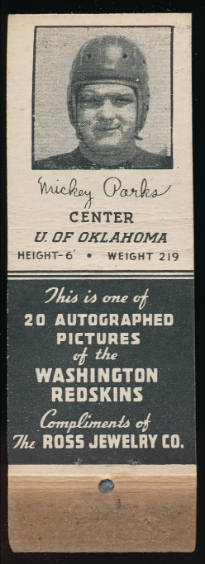 Mickey Parks
CENTER
U. OF OKLAHOMA
HEIGHT-6' • WEIGHT 219
This is one of
20 AUTOGRAPHED
PICTURES
of the
WASHINGTON
REDSKINS
Compliments of
The ROSS JEWELRY CO.